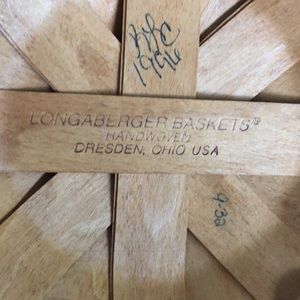 1996
LONGABERGER BASKETS®
HANDWOVEN
DRESDEN, OHIO USA